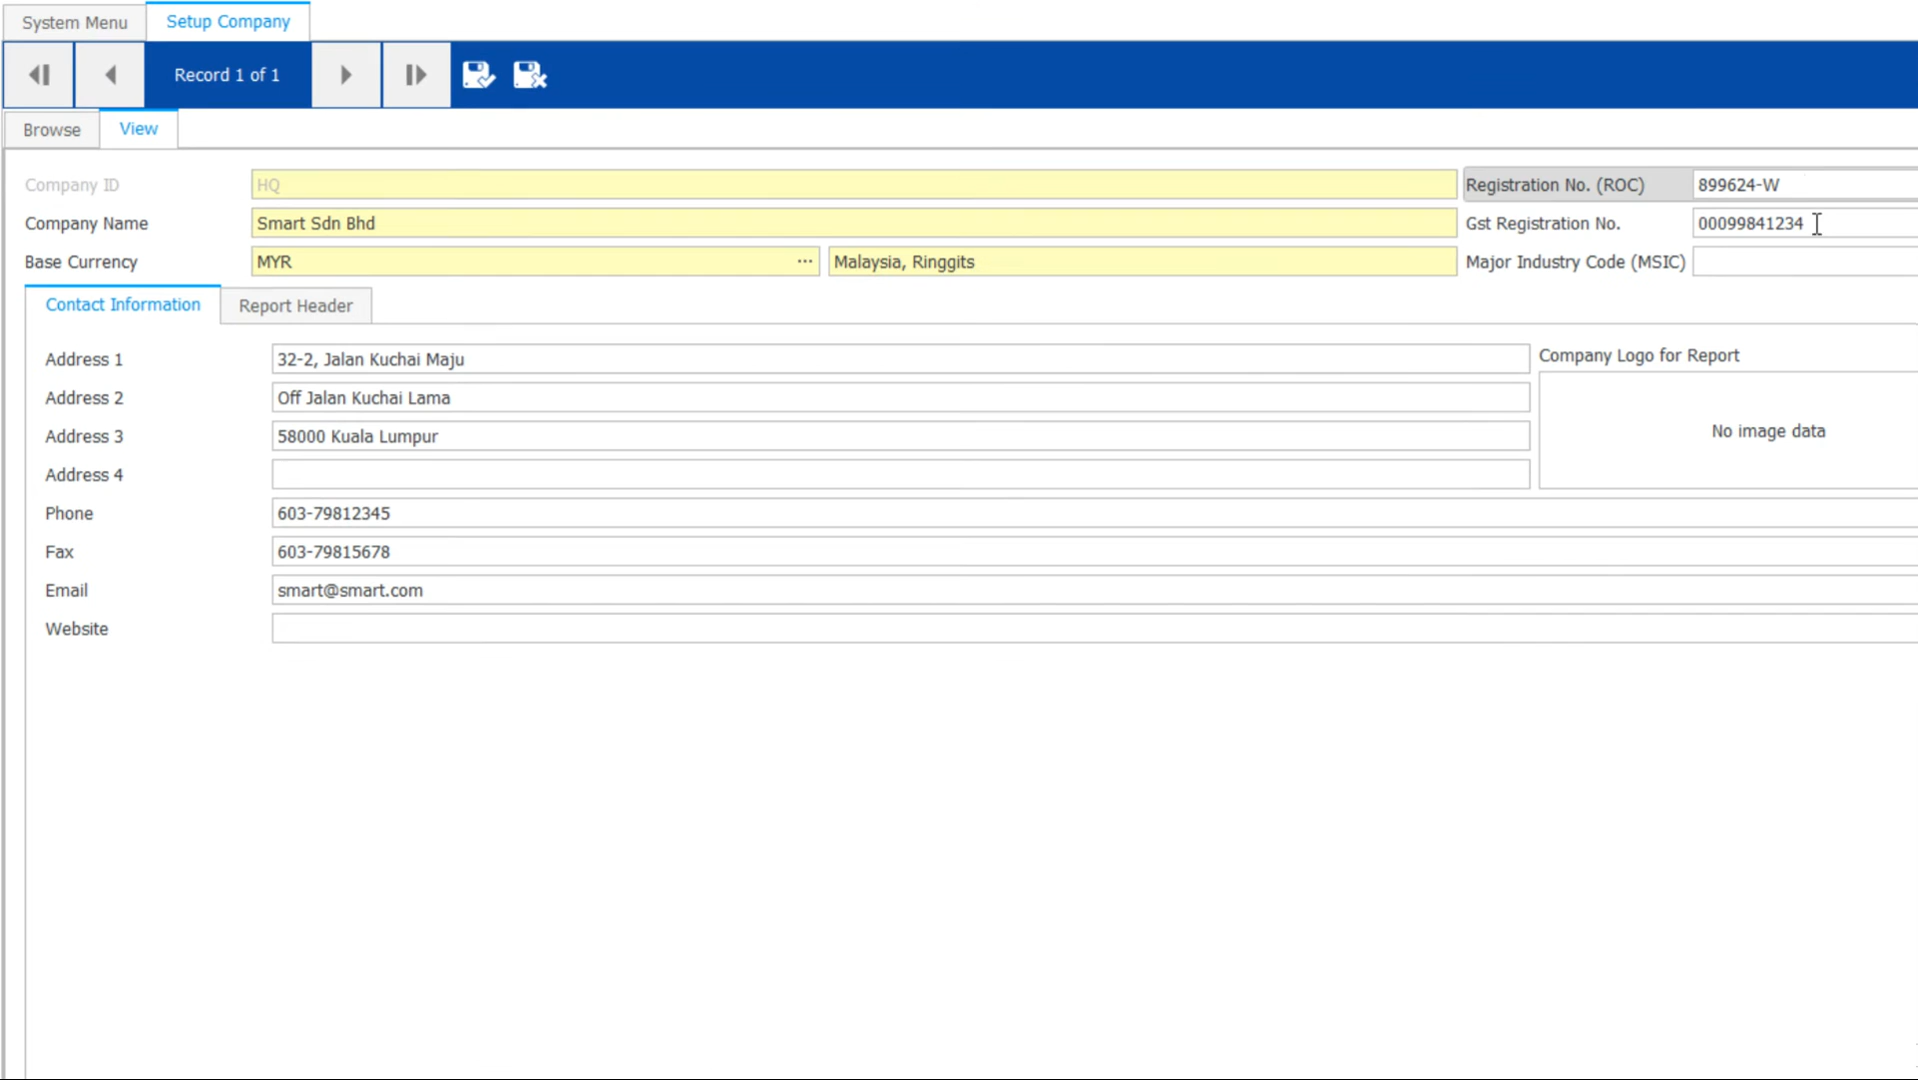 System Menu Setup Company
Record 1 of 1
Browse View
Company ID HQ Registration No. (ROC) 899624-W
Company Name Smart Sdn Bhd Gst Registration No. 00099841234
Base Currency MYR ... Malaysia, Ringgits Major Industry Code (MSIC)
Contact Information Report Header
Address 1 32-2, Jalan Kuchai Maju Company Logo for Report
Address 2 Off Jalan Kuchai Lama
No image data
Address 3 58000 Kuala Lumpur
Address 4
Phone 603-79812345
Fax 603-79815678
Email smart@smart.com
Website